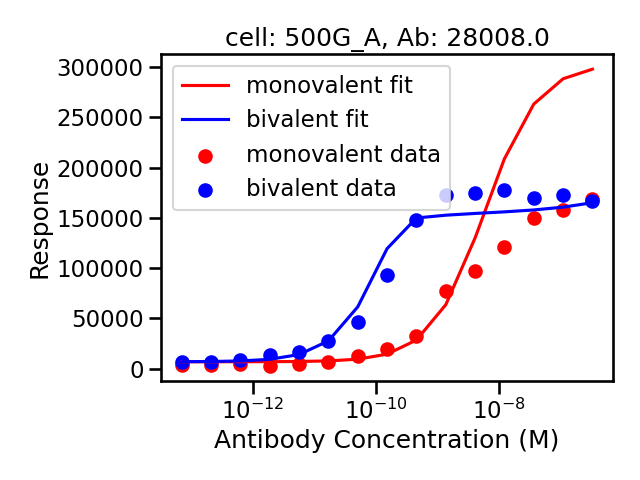 cell: 500G_A, Ab: 28008.0
monovalent fit
bivalent fit
monovalent data
bivalent data
300000
250000
200000
150000
100000
50000
0
Response
10⁻¹² 10⁻¹⁰ 10⁻⁸
Antibody Concentration (M)